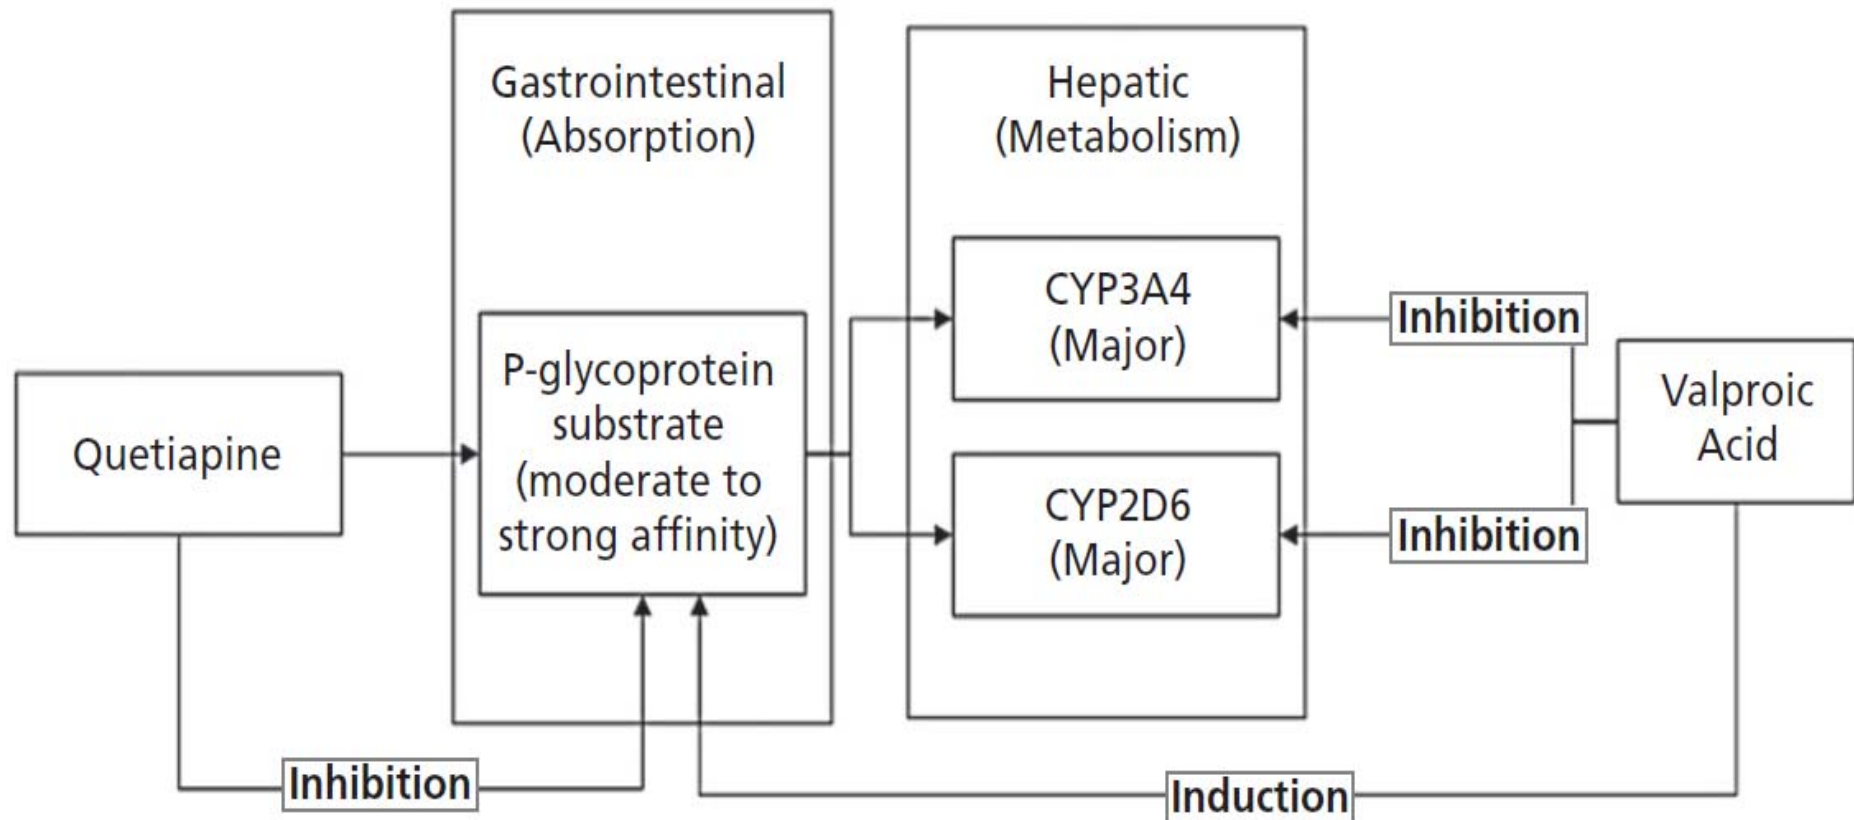 Gastrointestinal
(Absorption)
Hepatic
(Metabolism)
Quetiapine
P-glycoprotein
substrate
(moderate to
strong affinity)
CYP3A4
(Major)
CYP2D6
(Major)
Inhibition
Inhibition
Valproic
Acid
Inhibition
Induction